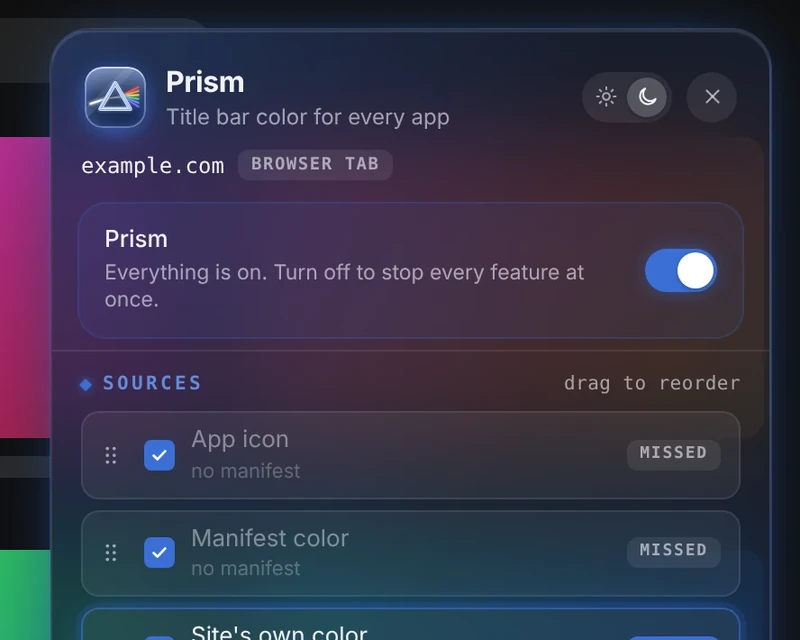 Prism
Title bar color for every app
example.com BROWSER TAB
Prism
Everything is on. Turn off to stop every feature at
once.
SOURCES drag to reorder
App icon
no manifest
MISSED
Manifest color
no manifest
MISSED
Site's own color